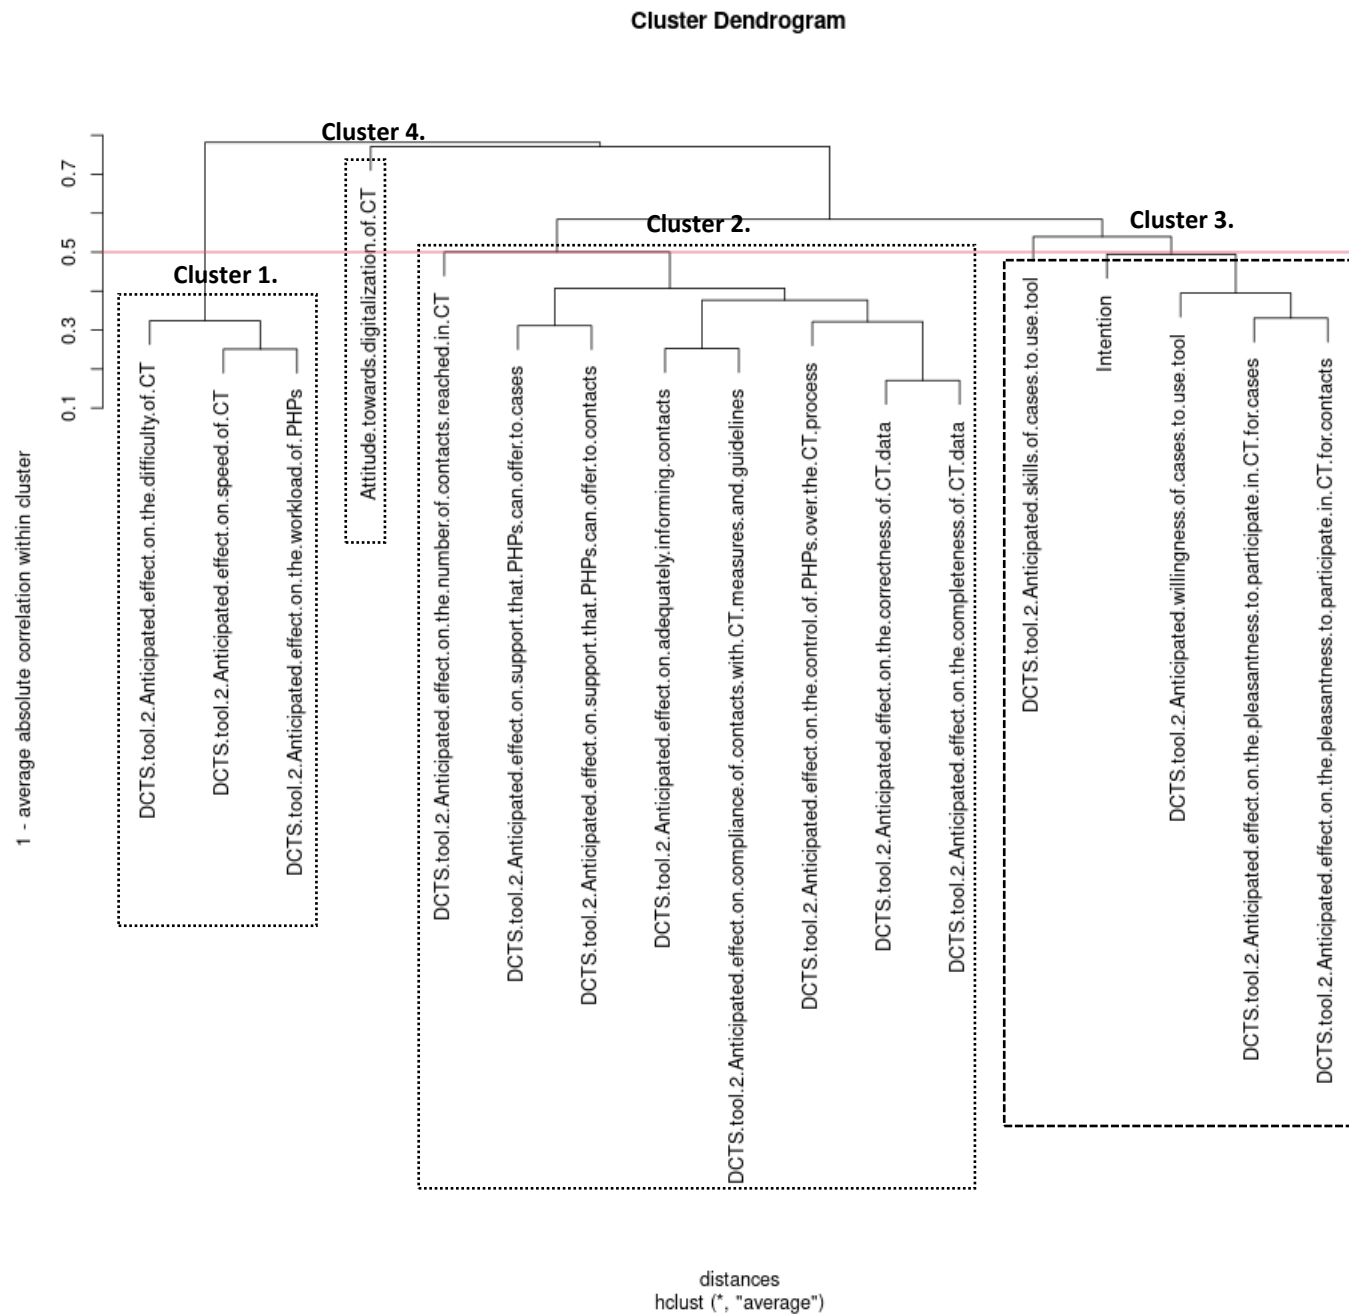 Cluster Dendrogram
Cluster 4.
Cluster 2.
Cluster 3.
Cluster 1.
0.7
0.5
0.3
0.1
1 - average absolute correlation within cluster
DCTS.tool.2.Anticipated.effect.on.the.difficulty.of.CT
DCTS.tool.2.Anticipated.effect.on.speed.of.CT
DCTS.tool.2.Anticipated.effect.on.the.workload.of.PHPs
Attitude.towards.digitalization.of.CT
DCTS.tool.2.Anticipated.effect.on.the.number.of.contacts.reached.in.CT
DCTS.tool.2.Anticipated.effect.on.support.that.PHPs.can.offer.to.cases
DCTS.tool.2.Anticipated.effect.on.support.that.PHPs.can.offer.to.contacts
DCTS.tool.2.Anticipated.effect.on.adequately.informing.contacts
DCTS.tool.2.Anticipated.effect.on.compliance.of.contacts.with.CT.measures.and.guidelines
DCTS.tool.2.Anticipated.effect.on.the.control.of.PHPs.over.the.CT.process
DCTS.tool.2.Anticipated.effect.on.the.correctness.of.CT.data
DCTS.tool.2.Anticipated.effect.on.the.completeness.of.CT.data
DCTS.tool.2.Anticipated.skills.of.cases.to.use.tool
Intention
DCTS.tool.2.Anticipated.willingness.of.cases.to.use.tool
DCTS.tool.2.Anticipated.effect.on.the.pleasantness.to.participate.in.CT.for.cases
DCTS.tool.2.Anticipated.effect.on.the.pleasantness.to.participate.in.CT.for.contacts
distances
hclust (*, "average")